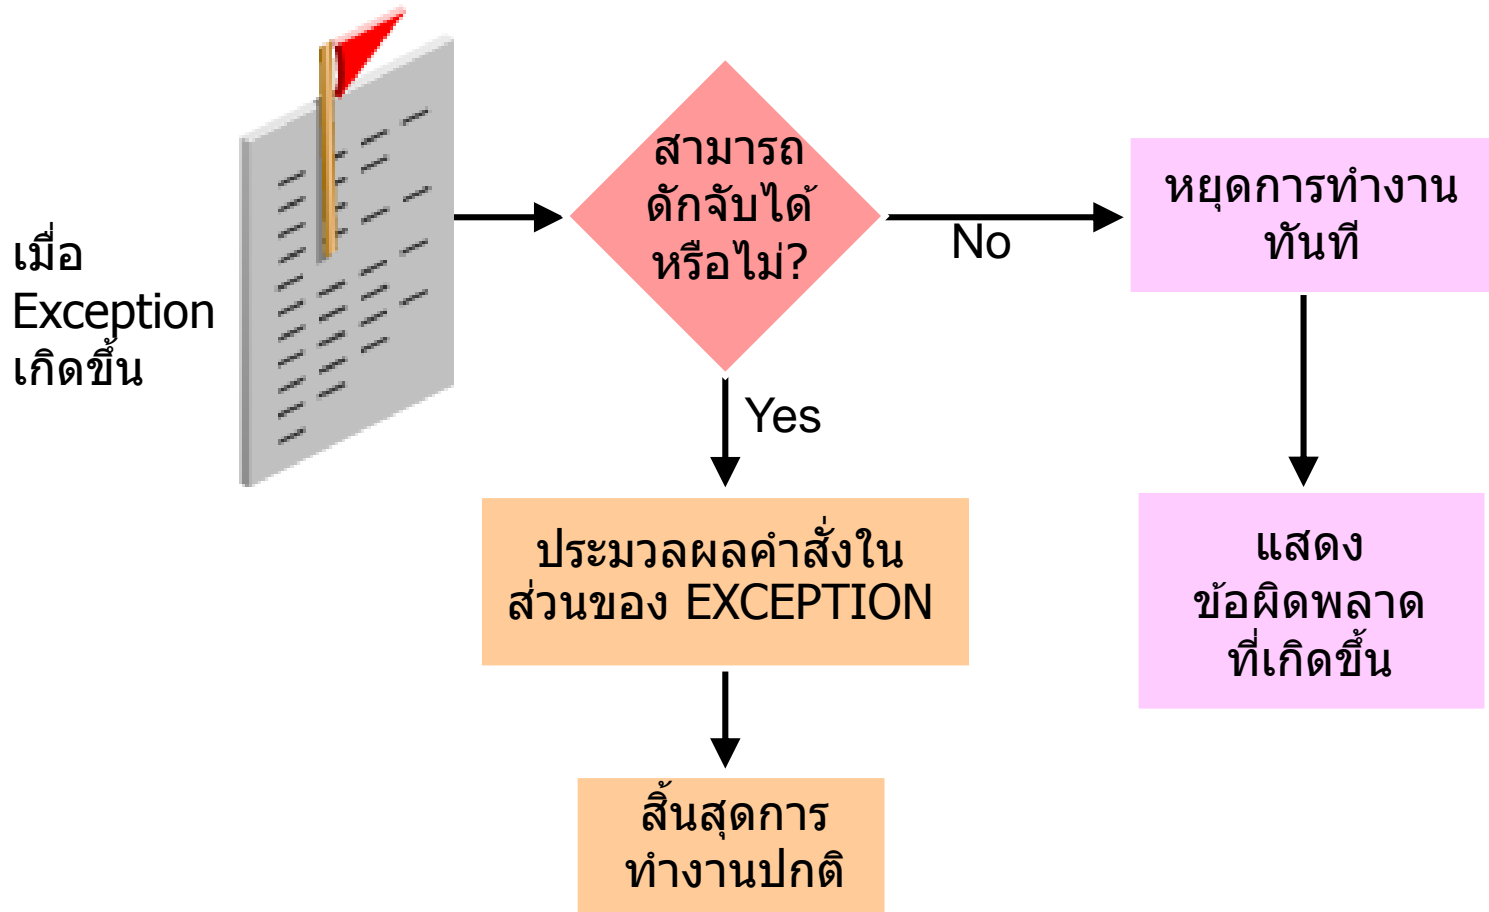 เมื่อ
Exception
เกิดขึ้น
สามารถ
ดักจับได้
หรือไม่?
No
หยุดการทำงาน
ทันที
Yes
ประมวลผลคำสั่งใน
ส่วนของ EXCEPTION
แสดง
ข้อผิดพลาด
ที่เกิดขึ้น
สิ้นสุดการ
ทำงานปกติ